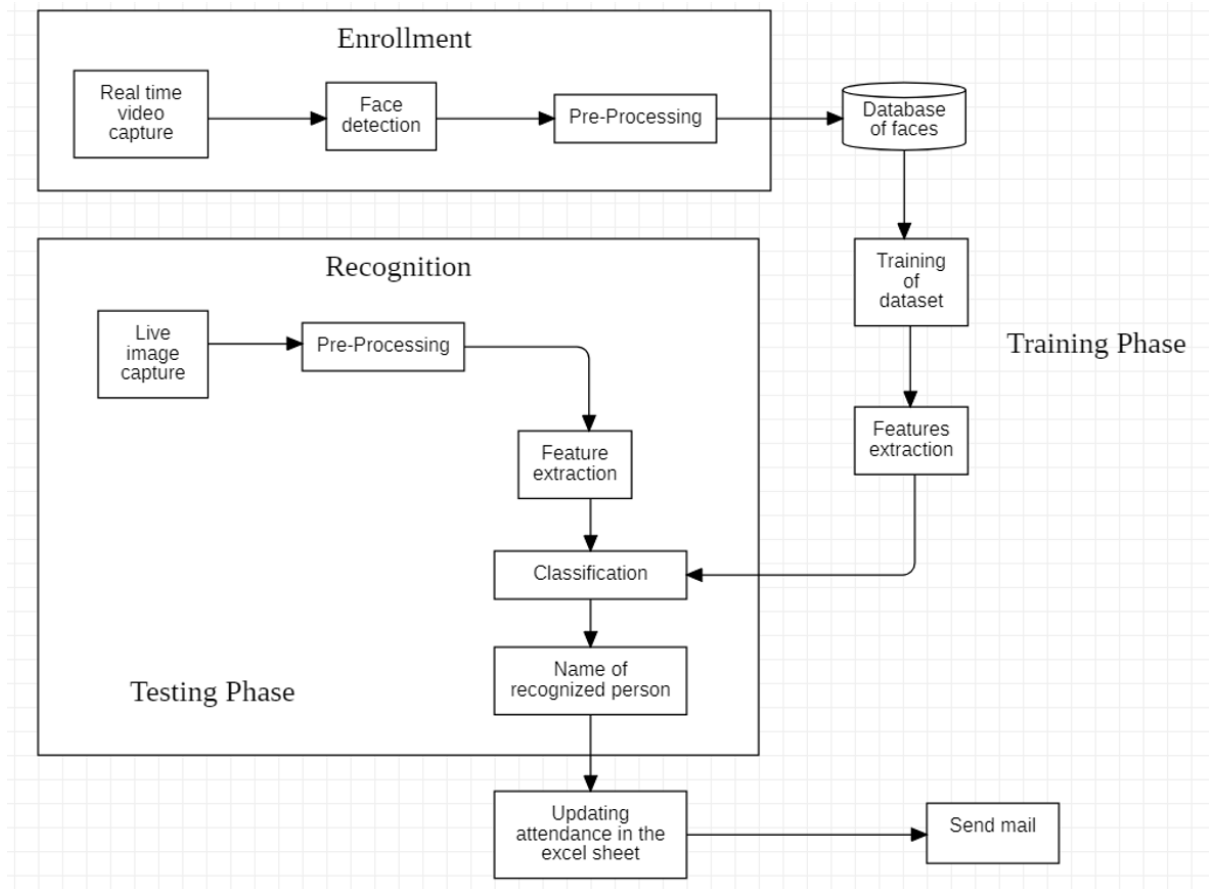 Enrollment
Real time
video
capture
Face
detection
Pre-Processing
Database
of faces
Recognition
Live
image
capture
Pre-Processing
Feature
extraction
Classification
Name of
recognized person
Testing Phase
Training
of
dataset
Training Phase
Features
extraction
Updating
attendance in the
excel sheet
Send mail